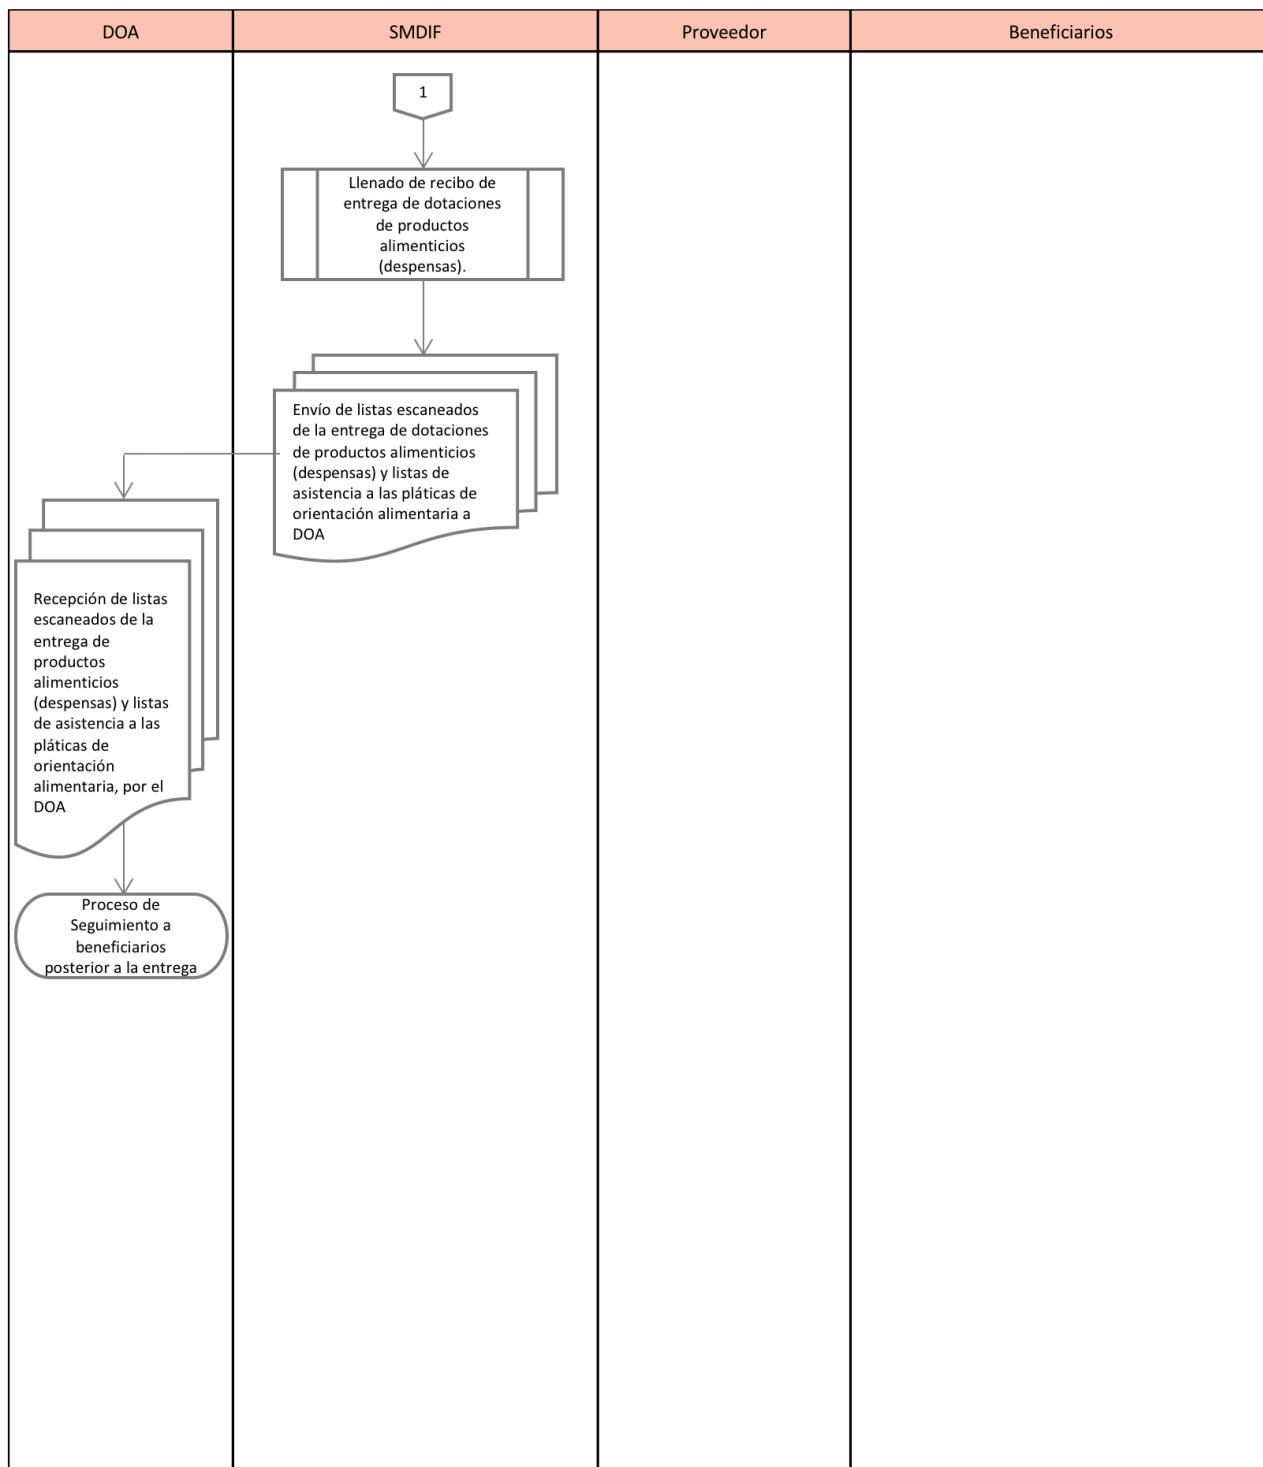 DOA
SMDIF
Proveedor
Beneficiarios
1
Llenado de recibo de
entrega de dotaciones
de productos
alimenticios
(despensas).
Envío de listas escaneados
de la entrega de dotaciones
de productos alimenticios
(despensas) y listas de
asistencia a las pláticas de
orientación alimentaria a
DOA
Recepción de listas
escaneados de la
entrega de
productos
alimenticios
(despensas) y listas
de asistencia a las
pláticas de
orientación
alimentaria, por el
DOA
Proceso de
Seguimiento a
beneficiarios
posterior a la entrega